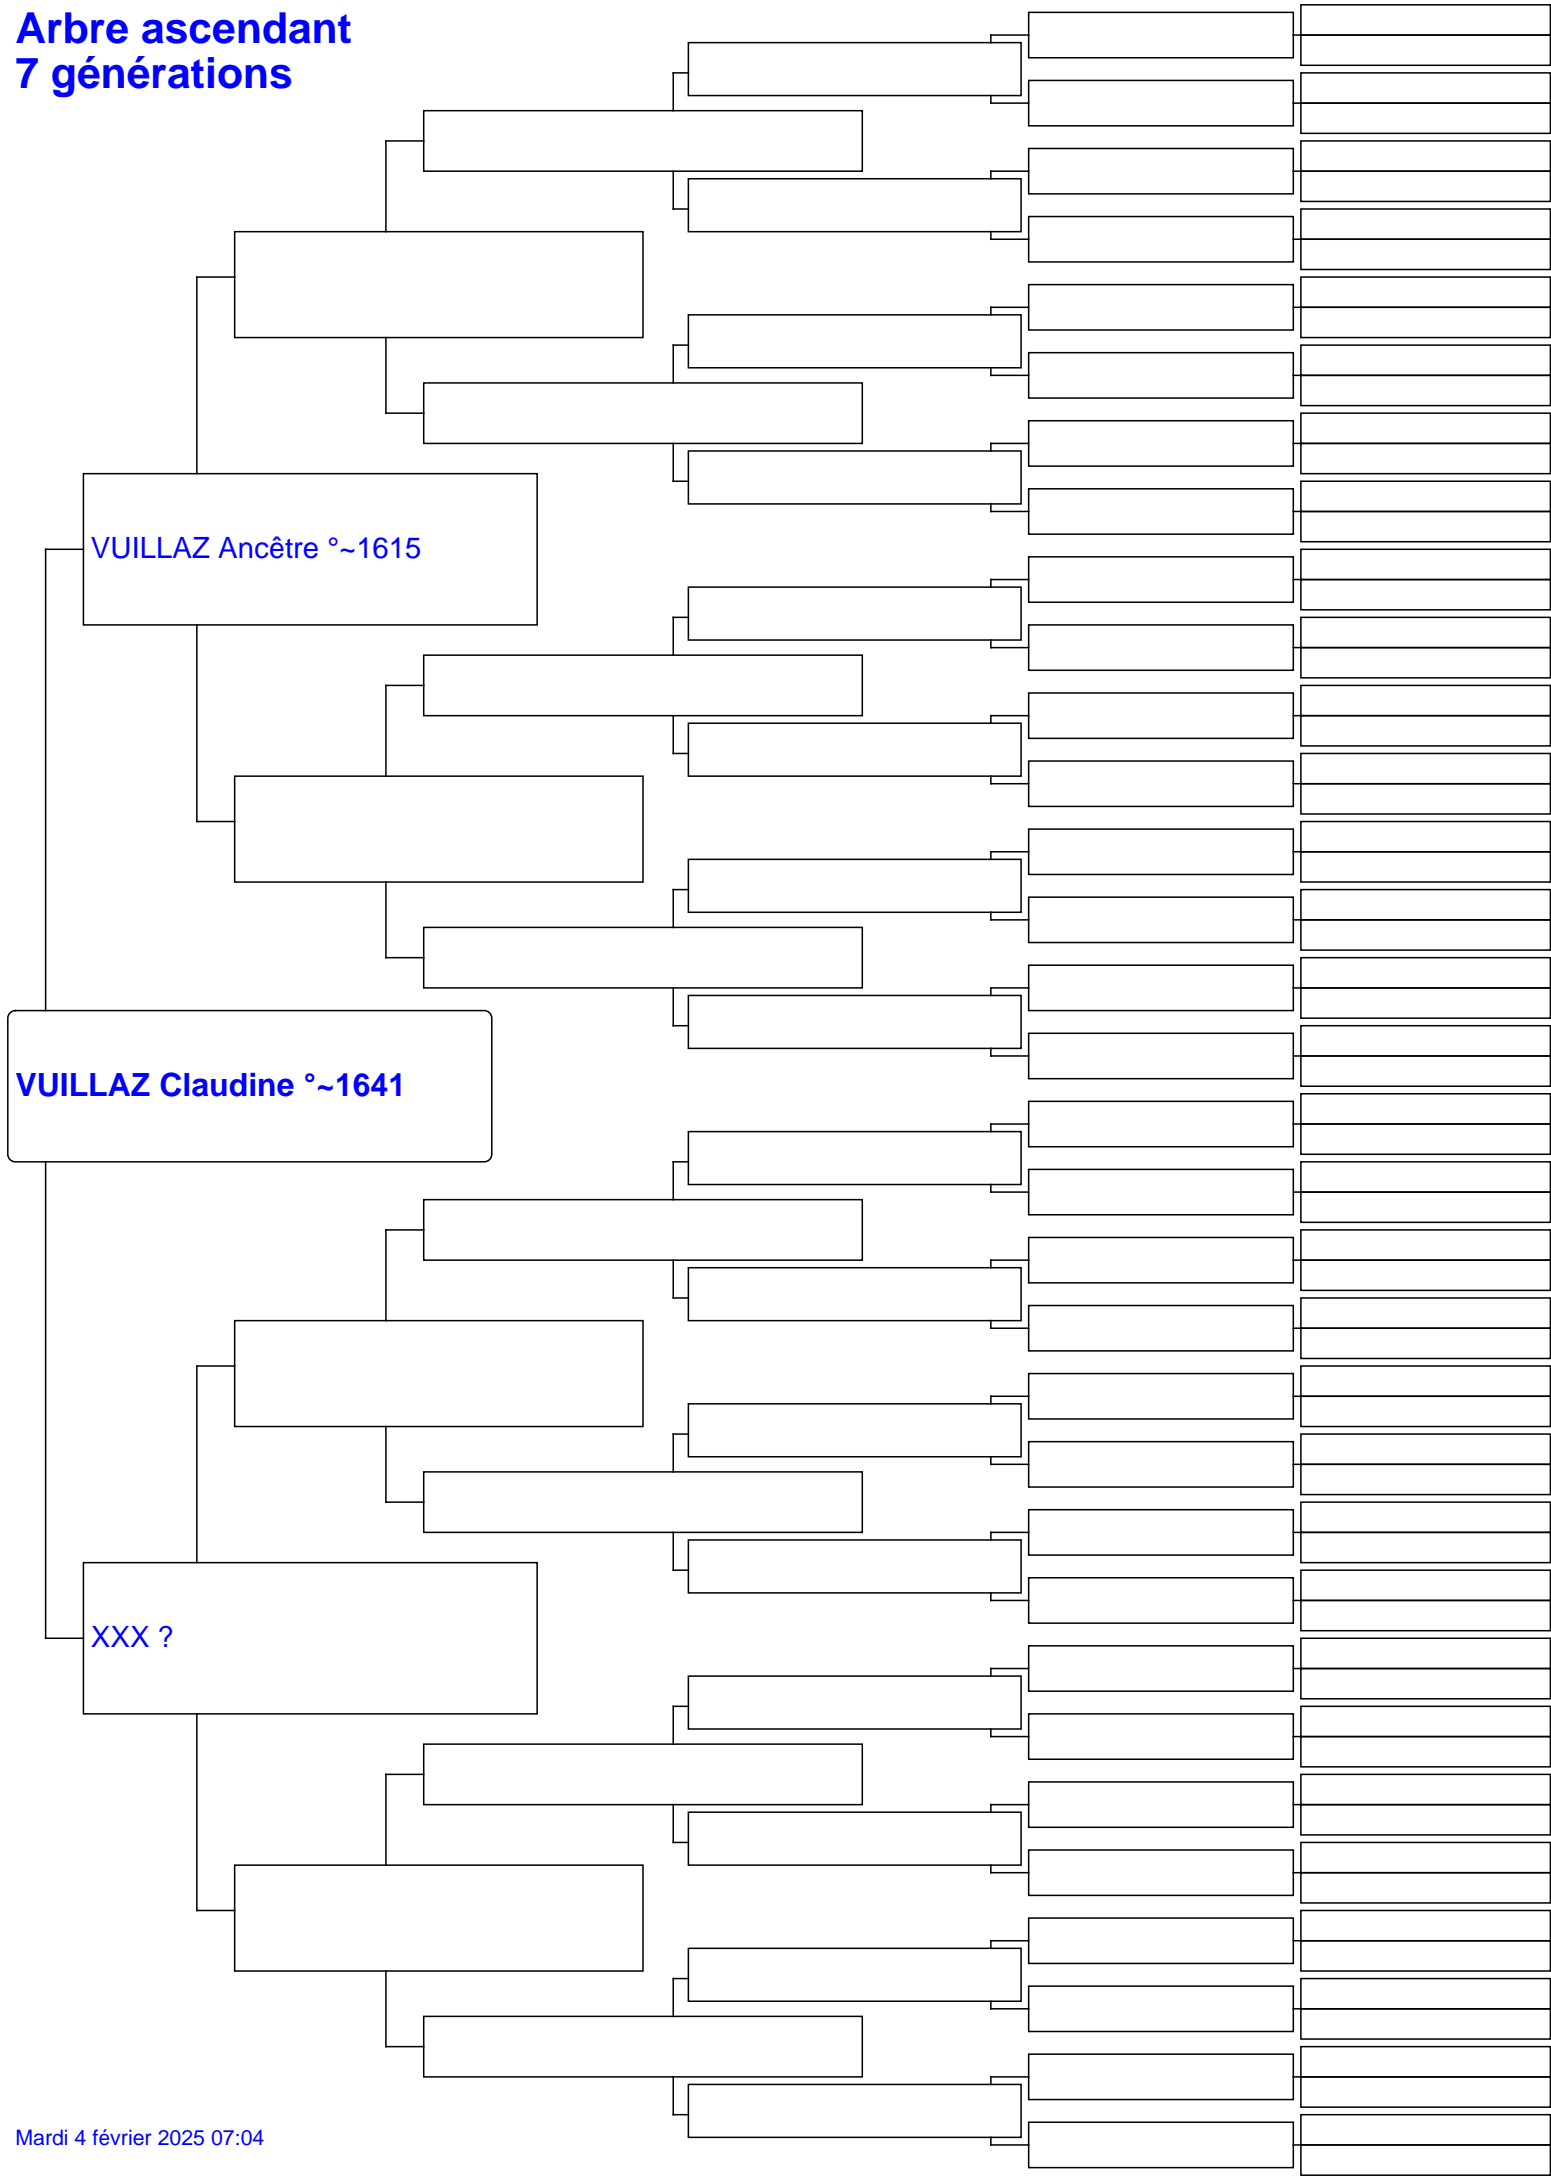 Arbre ascendant
7 générations
VUILLAZ Ancêtre °~1615
VUILLAZ Claudine °~1641
XXX ?
Mardi 4 février 2025 07:04